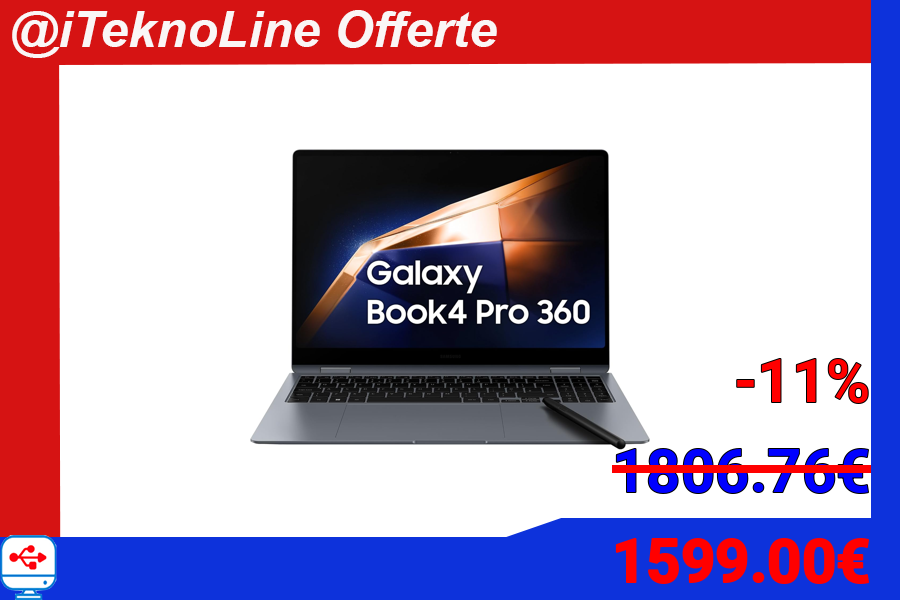 @iTeknoLine Offerte
Galaxy
Book4 Pro 360
-11%
1806.76€
1599.00€